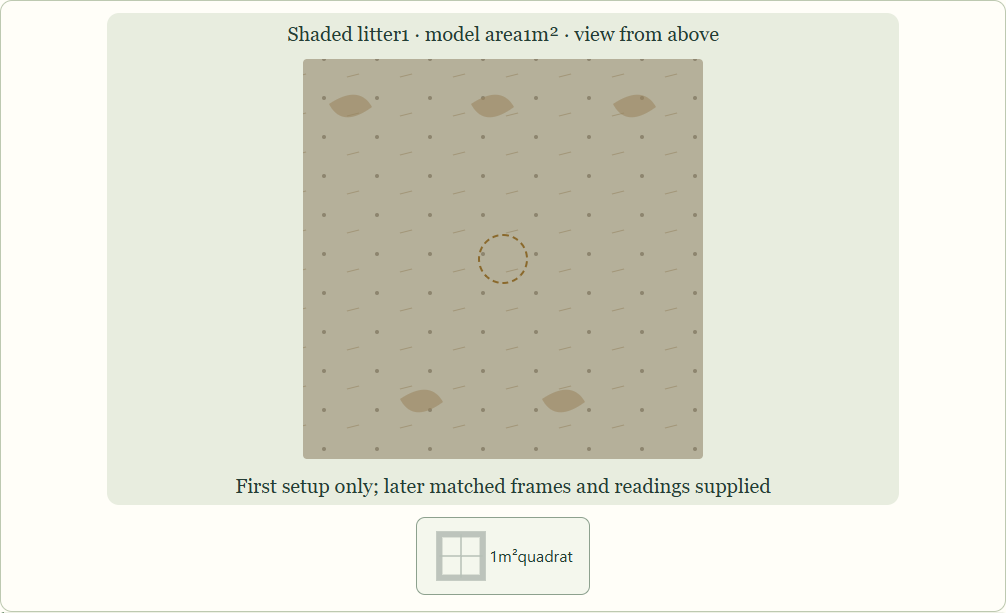 Shaded litter1 · model area1m² · view from above
First setup only; later matched frames and readings supplied
1m²quadrat